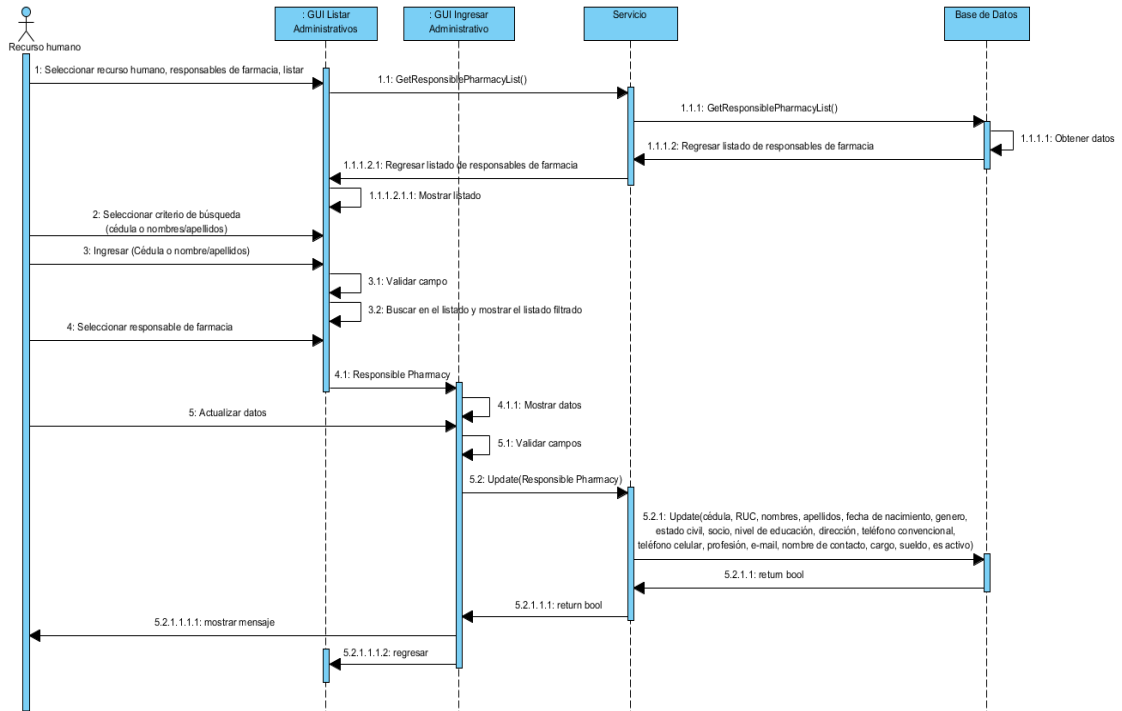 : GUI Listar
Administrativos
: GUI Ingresar
Administrativo
Servicio
Base de Datos
Recurso humano
1: Seleccionar recurso humano, responsables de farmacia, listar
1.1: GetResponsiblePharmacyList()
1.1.1: GetResponsiblePharmacyList()
1.1.1.1: Obtener datos
1.1.1.2: Regresar listado de responsables de farmacia
1.1.1.2.1: Regresar listado de responsables de farmacia
1.1.1.2.1.1: Mostrar listado
2: Seleccionar criterio de búsqueda
(cédula o nombres/apellidos)
3: Ingresar (Cédula o nombre/apellidos)
3.1: Validar campo
3.2: Buscar en el listado y mostrar el listado filtrado
4: Seleccionar responsable de farmacia
4.1: Responsible Pharmacy
4.1.1: Mostrar datos
5: Actualizar datos
5.1: Validar campos
5.2: Update(Responsible Pharmacy)
5.2.1: Update(cédula, RUC, nombres, apellidos, fecha de nacimiento, genero,
estado civil, socio, nivel de educación, dirección, teléfono convencional,
teléfono celular, profesión, e-mail, nombre de contacto, cargo, sueldo, es activo)
5.2.1.1: return bool
5.2.1.1.1: return bool
5.2.1.1.1.1: mostrar mensaje
5.2.1.1.1.2: regresar